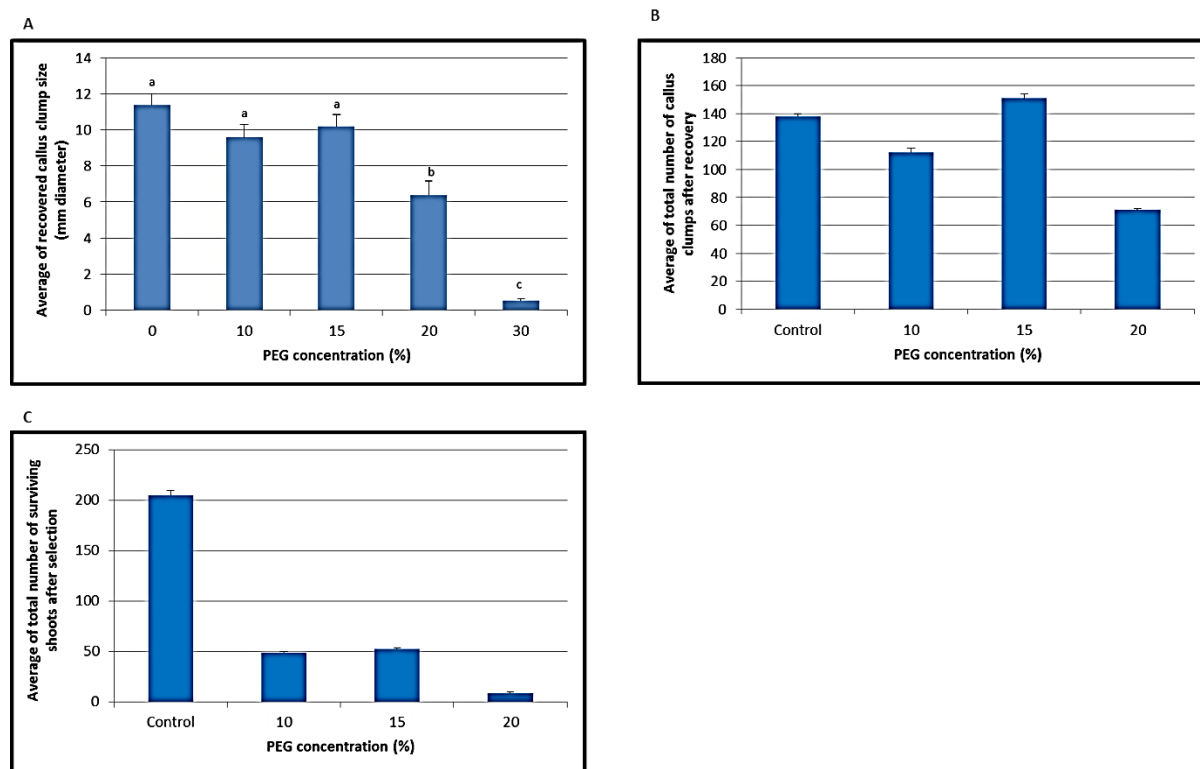 A
Average of recovered callus clump size
(mm diameter)
14
12
10
8
6
4
2
0
a
a
a
b
c
0
10
15
20
30
PEG concentration (%)
B
Average of total number of callus
clumps after recovery
180
160
140
120
100
80
60
40
20
0
Control
10
15
20
PEG concentration (%)
C
Average of total number of surviving
shoots after selection
250
200
150
100
50
0
Control
10
15
20
PEG concentration (%)